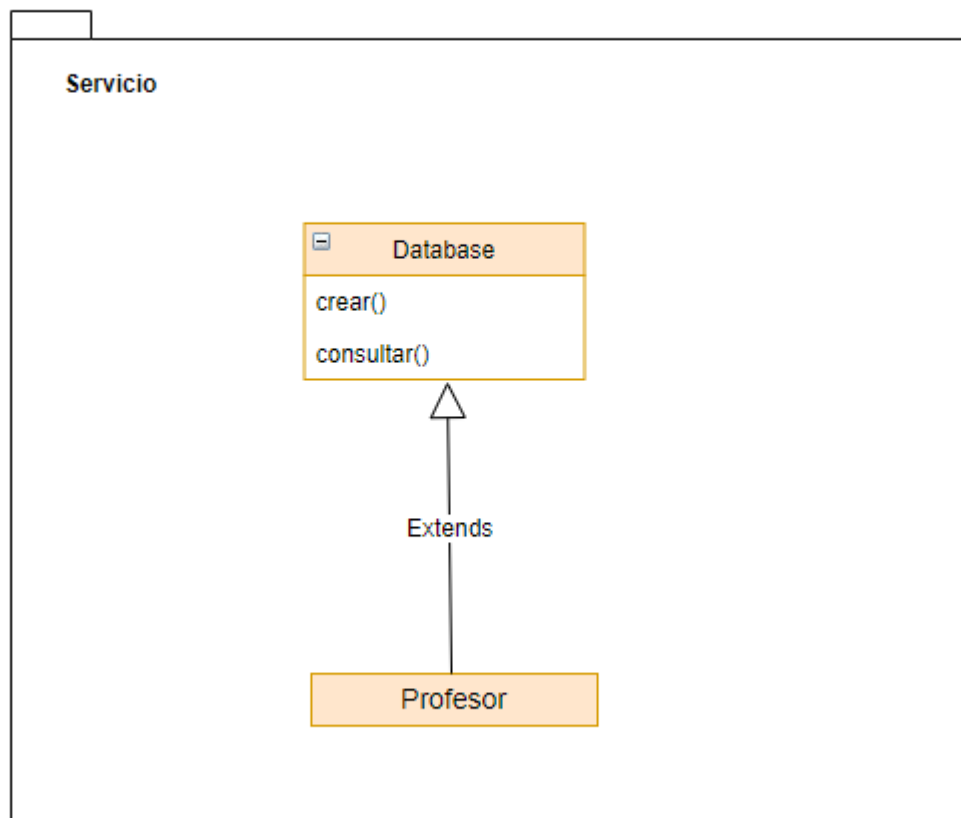 Servicio
Database
crear()
consultar()
Extends
Profesor